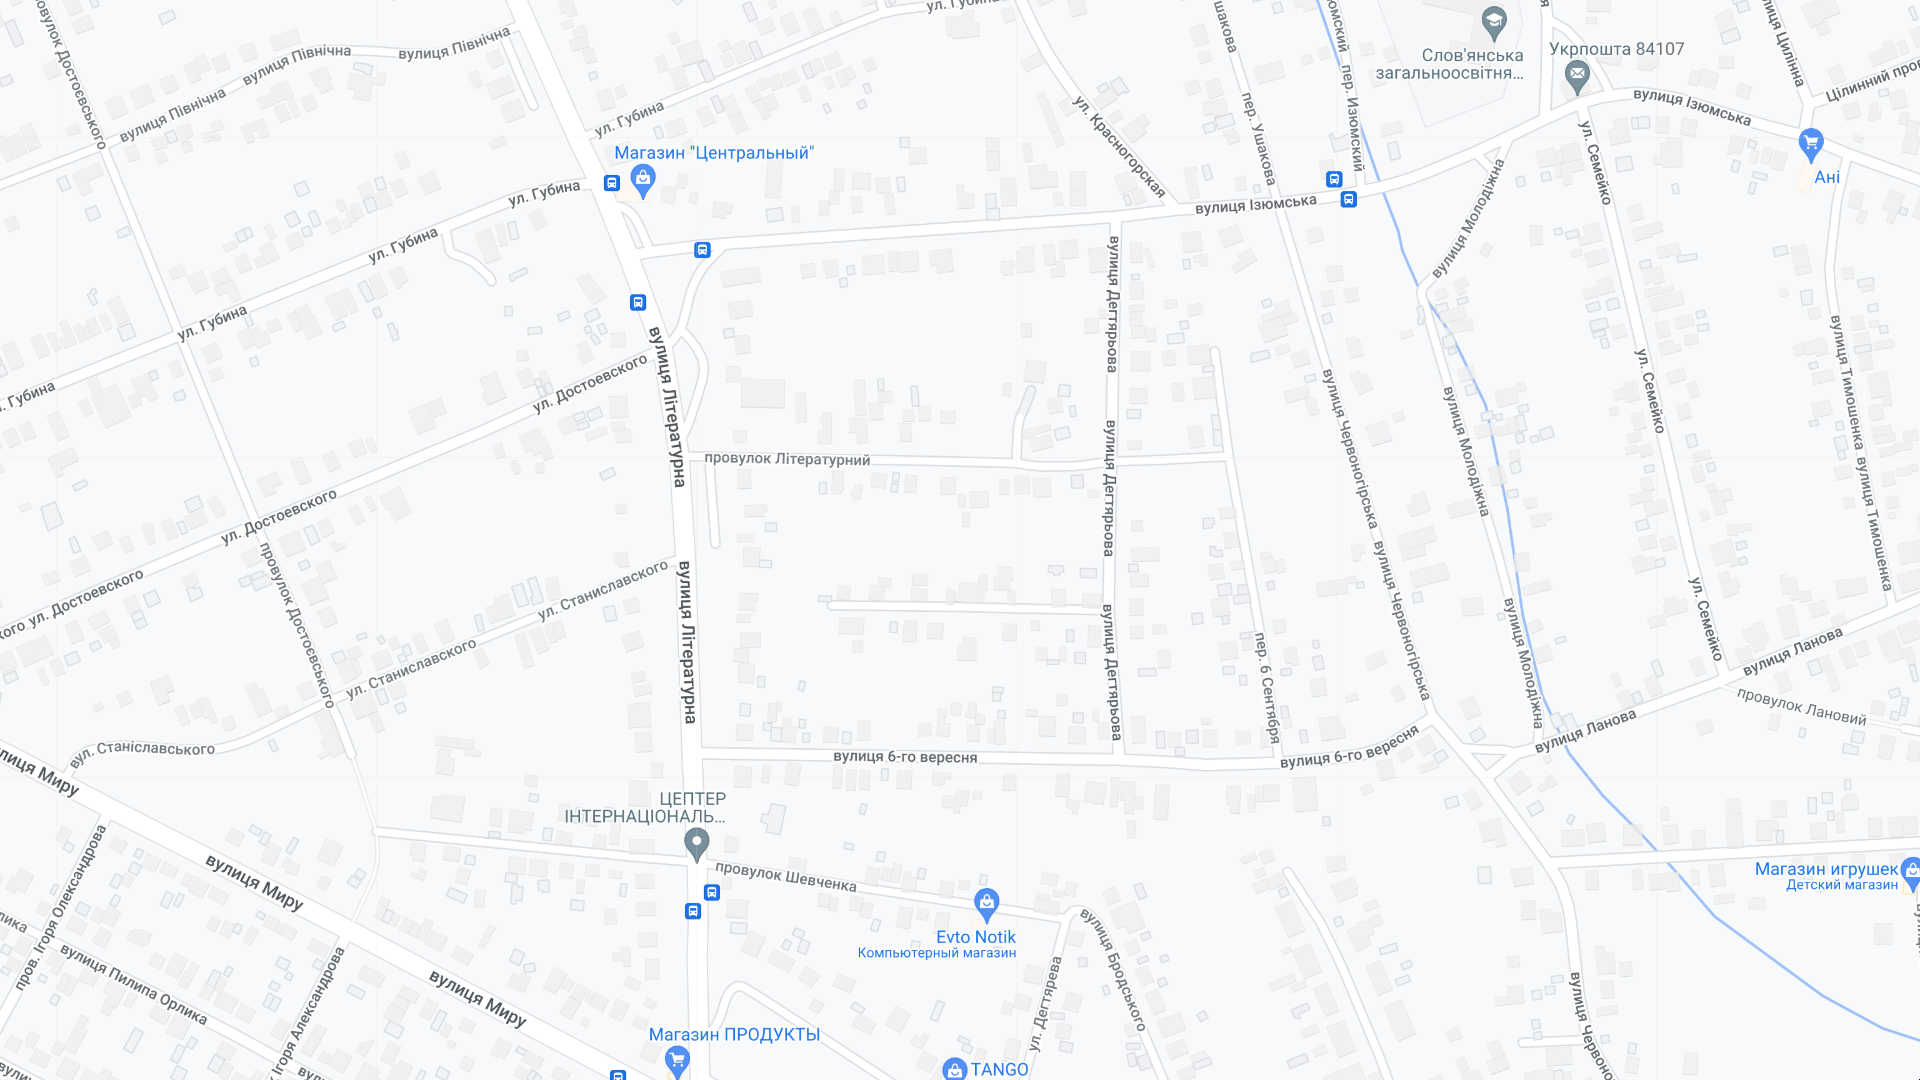 провулок Достоєвського
вулиця Північна
вулиця Північна
вулиця Північна
ул. Губина
ул. Губина
ул. Губина
ул. Губина
ул. Губина
Магазин "Центральный"
ул. Красногорская
пер. Ушакова
пер. Изюмский
Слов'янська
загальноосвітня...
Укрпошта 84107
вулиця Ізюмська
вулиця Ізюмська
вулиця Цилінна
Ані
ул. Семейко
ул. Семейко
ул. Семейко
вулиця Молодіжна
вулиця Молодіжна
вулиця Молодіжна
вулиця Тимошенка
вулиця Тимошенка
вулиця Дегтярьова
вулиця Дегтярьова
вулиця Дегтярьова
вулиця Червоногірська
вулиця Червоногірська
вулиця Літературна
вулиця Літературна
ул. Достоевского
ул. Достоевского
ул. Достоевского
провулок Літературний
провулок Достоєвського
ул. Станиславского
ул. Станиславского
вул. Станіславського
пер. 6 Сентября
вулиця 6-го вересня
вулиця 6-го вересня
вулиця Ланова
вулиця Ланова
провулок Лановий
вулиця Миру
вулиця Миру
ЦЕПТЕР
ІНТЕРНАЦІОНАЛЬ...
провулок Шевченка
Evto Notik
Компьютерный магазин
Магазин игрушек
Детский магазин
вулиця Бродського
ул. Дегтярева
пров. Ігоря Олександрова
вулиця Пилипа Орлика
Магазин ПРОДУКТЫ
TANGO